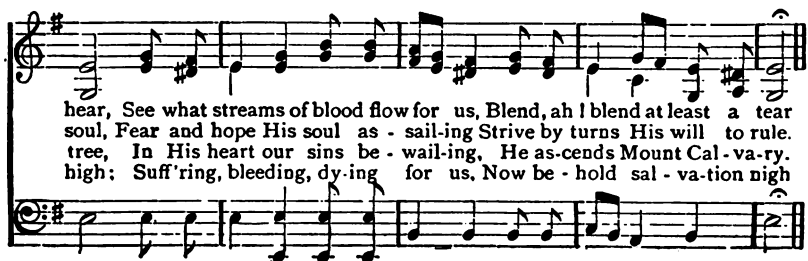 hear, See what streams of blood flow for us, Blend, ah ! blend at least a tear
soul, Fear and hope His soul as - sail-ing Strive by turns His will to rule.
tree, In His heart our sins be - wail-ing, He as-cends Mount Cal - va-ry.
high; Suff'ring, bleeding, dy-ing for us. Now be - hold sal - va-tion nigh